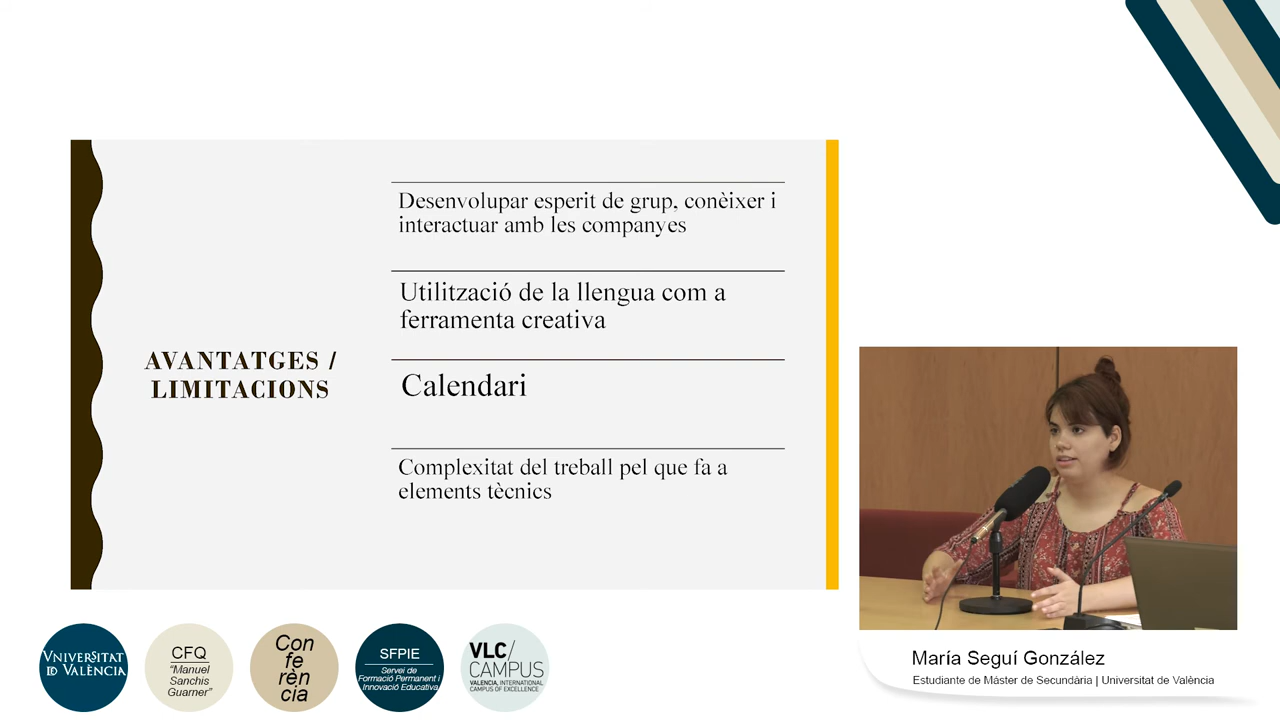 Desenvolupar esperit de grup, conèixer i
interactuar amb les companyes
Utilització de la llengua com a
ferramenta creativa
AVANTATGES /
LIMITACIONS
Calendari
Complexitat del treball pel que fa a
elements tècnics
VNIVERSITAT
ID VALÈNCIA
CFQ
"Manuel
Sanchis
Guarner"
Con
fe
rèn
cia
SFPIE
Servei de
Formació Permanent i
Innovació Educativa
VLC/
CAMPUS
VALENCIA, INTERNATIONAL
CAMPUS OF EXCELLENCE
María Seguí González
Estudiante de Máster de Secundària | Universitat de València